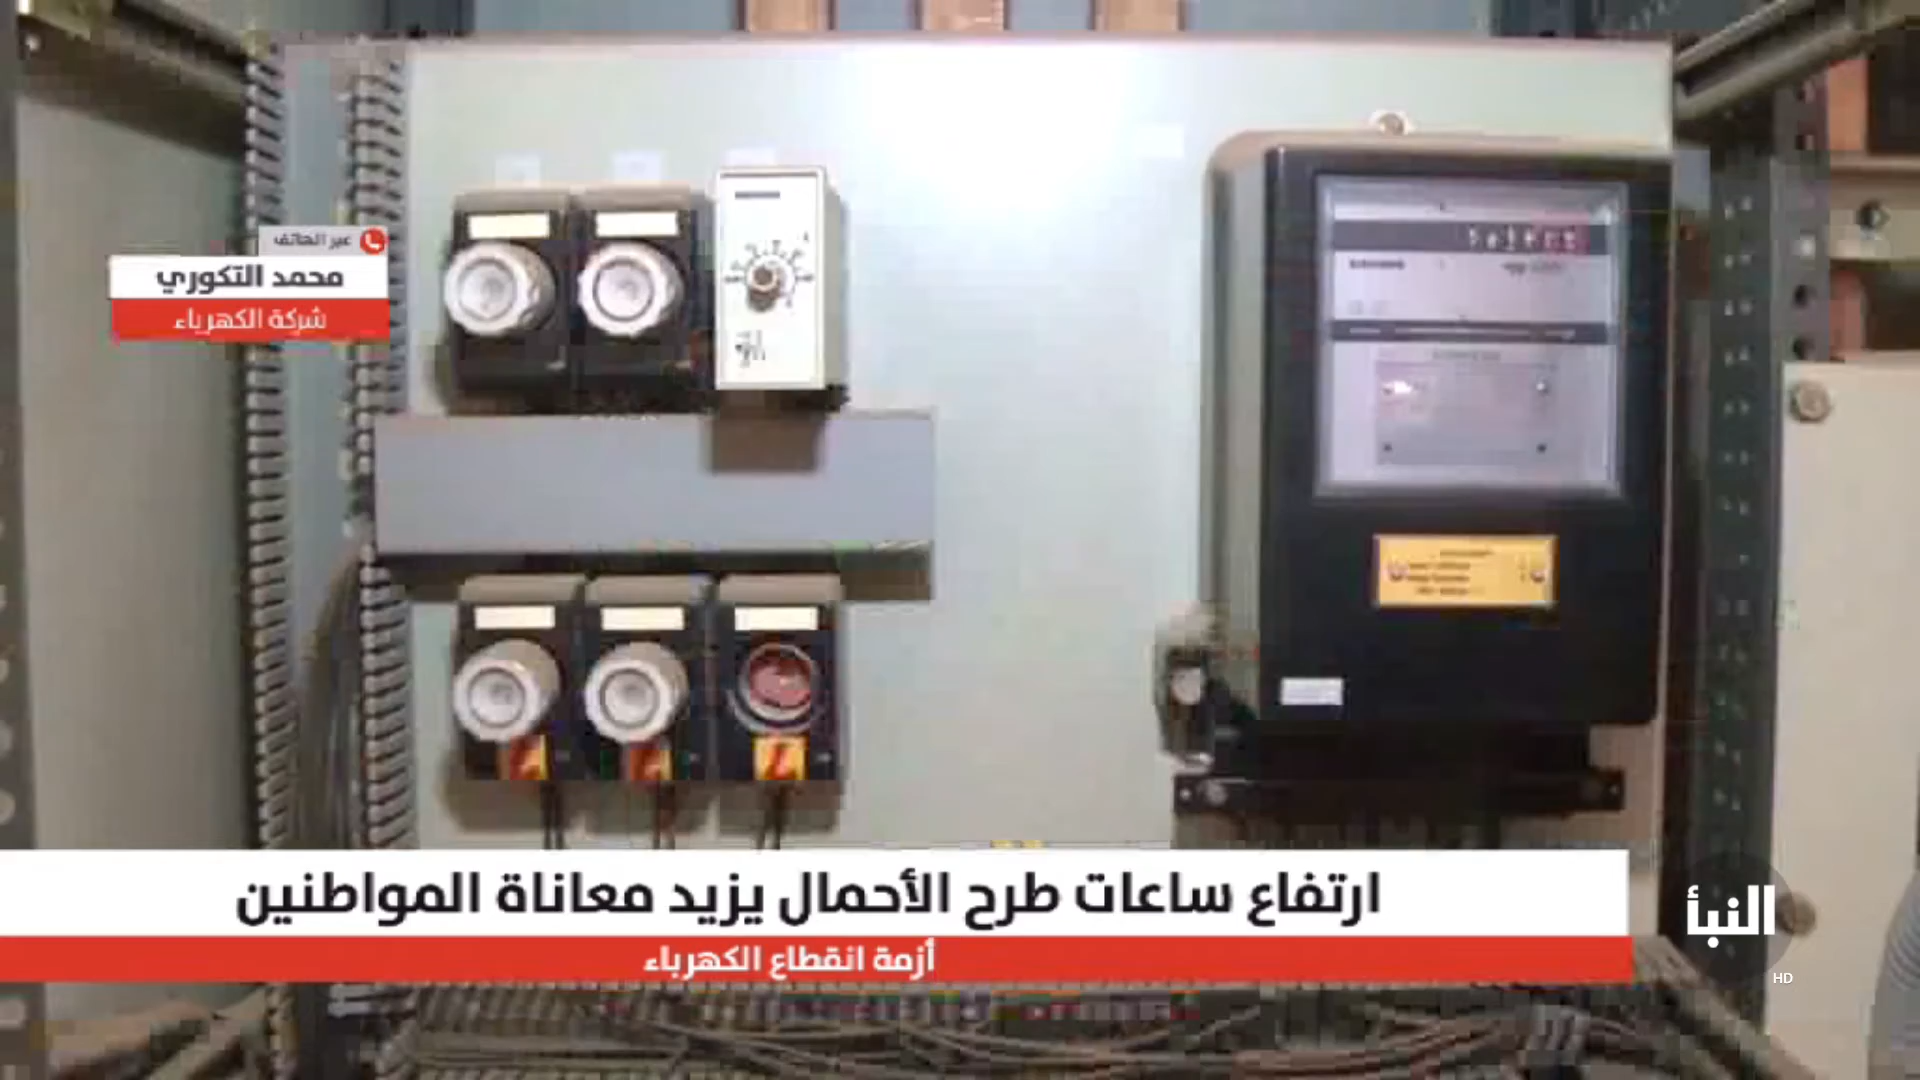 عبر الهاتف
محمد التكوري
شركة الكهرباء
ارتفاع ساعات طرح الأحمال يزيد معاناة المواطنين
أزمة انقطاع الكهرباء
النبأ
HD